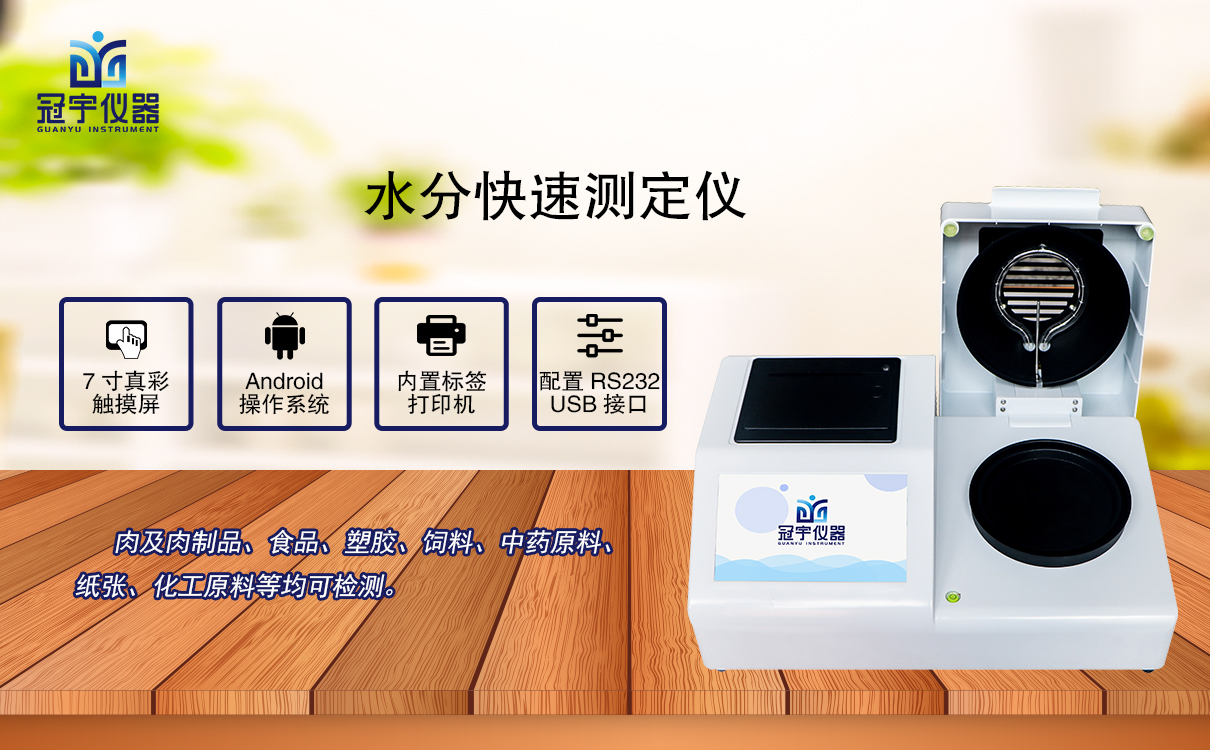 冠宇仪器
GUANYU INSTRUMENT
水分快速测定仪
7 寸真彩
触摸屏
Android
操作系统
内置标签
打印机
配置 RS232
USB 接口
肉及肉制品、食品、塑胶、饲料、中药原料、
纸张、化工原料等均可检测。
冠宇仪器
GUANYU INSTRUMENT